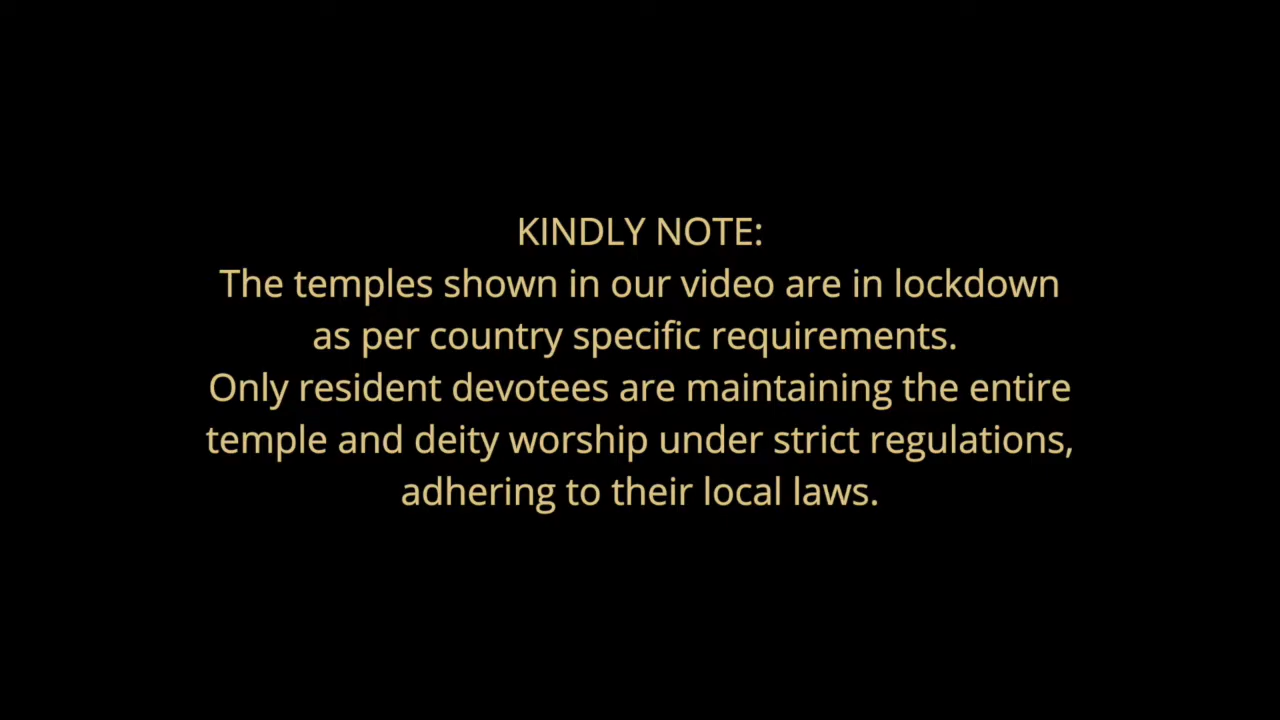 KINDLY NOTE:
The temples shown in our video are in lockdown
as per country specific requirements.
Only resident devotees are maintaining the entire
temple and deity worship under strict regulations,
adhering to their local laws.